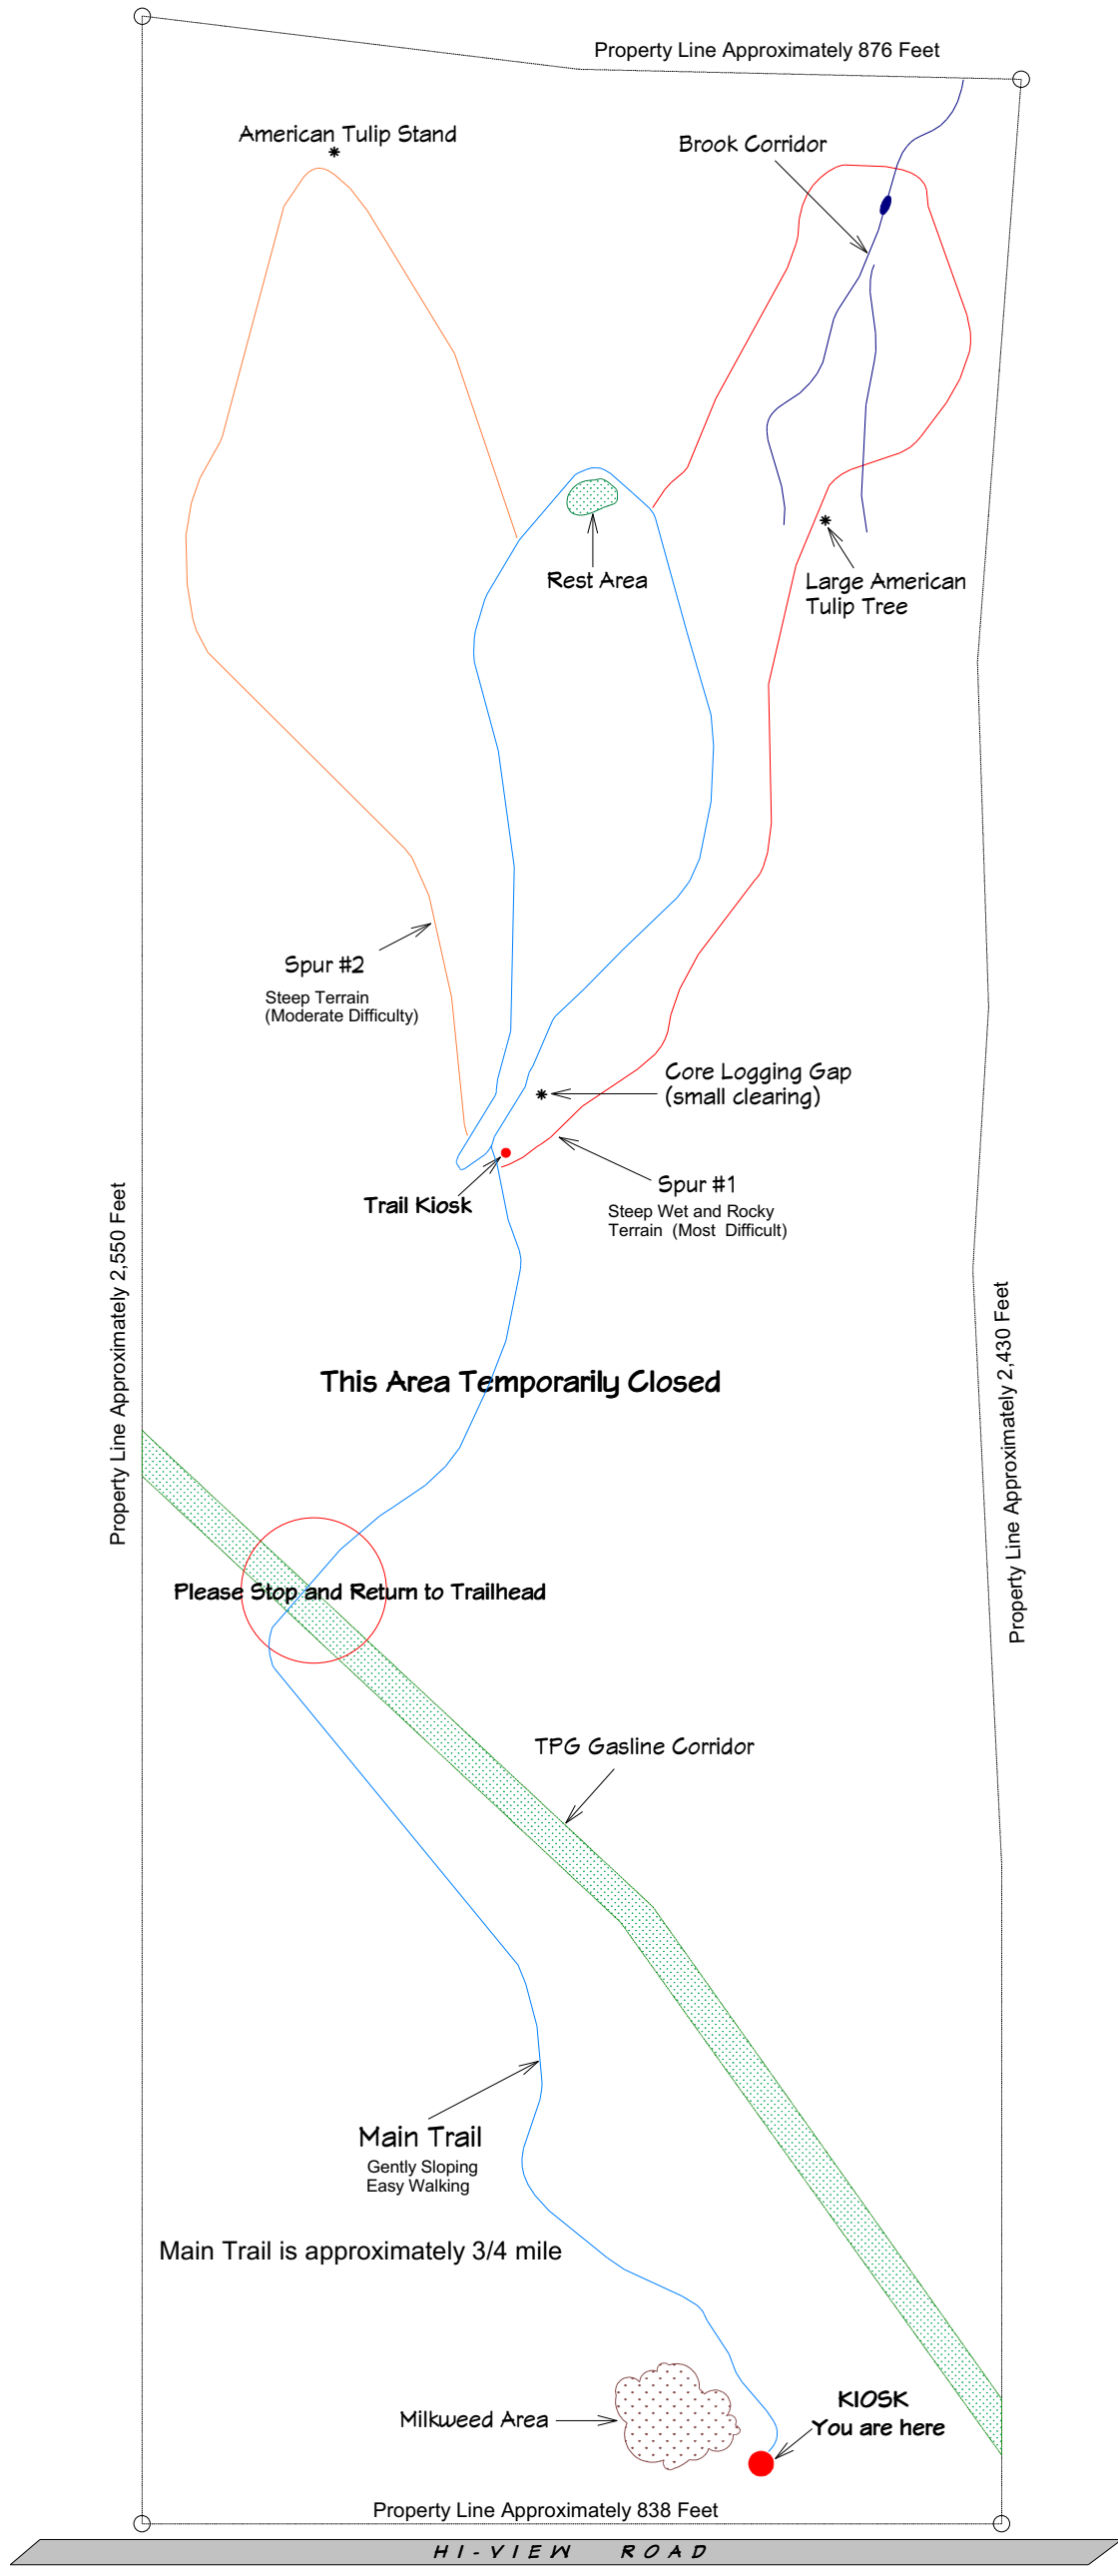 Property Line Approximately 876 Feet
American Tulip Stand
Brook Corridor
Rest Area
Large American
Tulip Tree
Spur #2
Steep Terrain
(Moderate Difficulty)
Core Logging Gap
(small clearing)
Trail Kiosk
Spur #1
Steep Wet and Rocky
Terrain (Most Difficult)
Property Line Approximately 2,550 Feet
Property Line Approximately 2,430 Feet
This Area Temporarily Closed
Please Stop and Return to Trailhead
TPG Gasline Corridor
Main Trail
Gently Sloping
Easy Walking
Main Trail is approximately 3/4 mile
KIOSK
You are here
Milkweed Area
Property Line Approximately 838 Feet
HI-VIEW ROAD